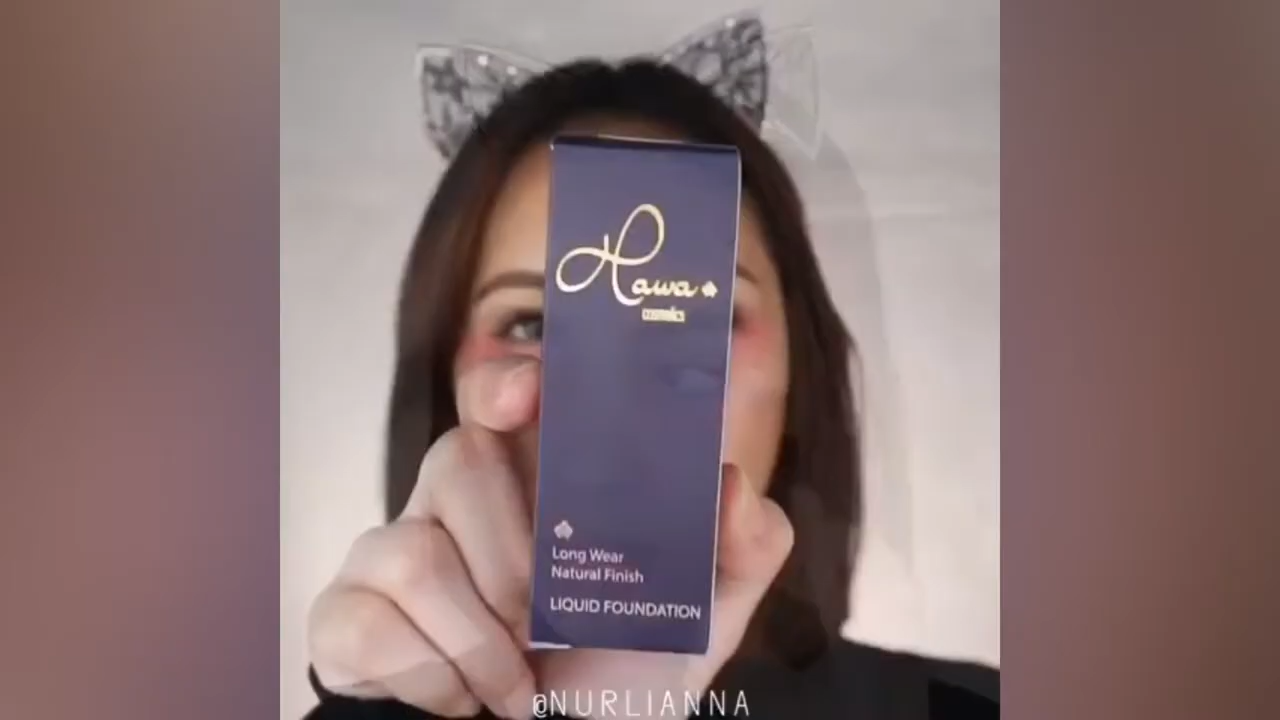 Hawa
cosmetics
Long Wear
Natural Finish
LIQUID FOUNDATION
@NURLIANNA